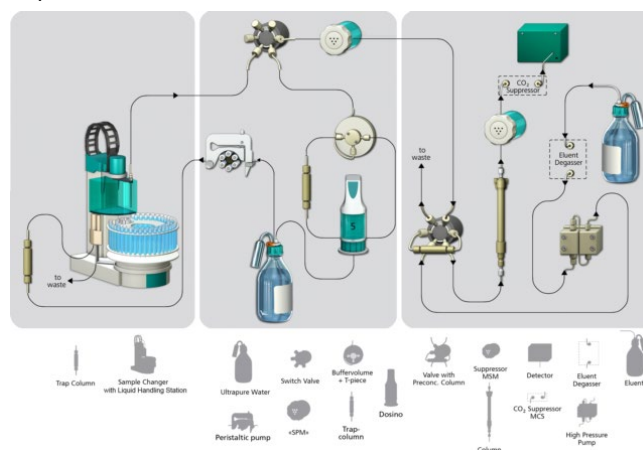 CO₂
Suppressor
to
waste
Eluent
Degasser
5
to
waste
Trap Column
Sample Changer
with Liquid Handling Station
Ultrapure Water
Switch Valve
Buffervolume
+ T-piece
Dosino
Peristaltic pump
«SPM»
Trap-
column
Valve with
Preconc. Column
Suppressor
MSM
Detector
Eluent
Degasser
Eluent
CO₂ Suppressor
MCS
High Pressure
Pump
Column